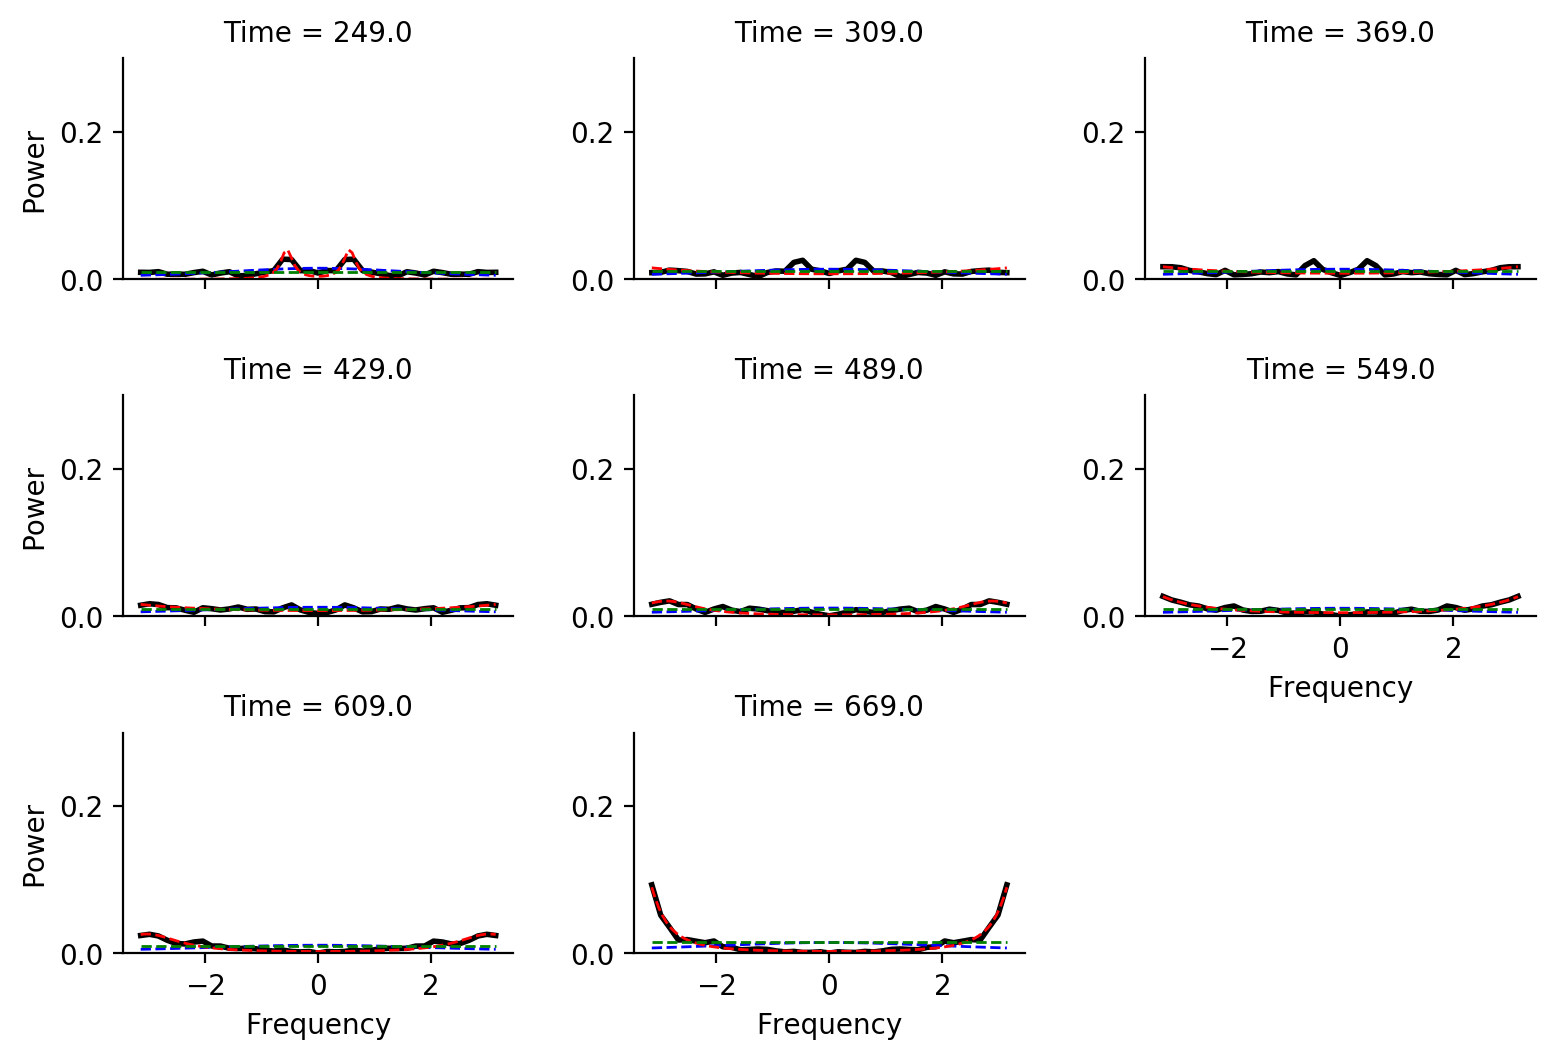 Time = 249.0
Time = 309.0
Time = 369.0
Power
0.2
0.0
0.2
0.0
0.2
0.0
Time = 429.0
Time = 489.0
Time = 549.0
Power
0.2
0.0
0.2
0.0
0.2
0.0
−2 0 2
Frequency
Time = 609.0
Time = 669.0
Power
0.2
0.0
−2 0 2
Frequency
0.2
0.0
−2 0 2
Frequency